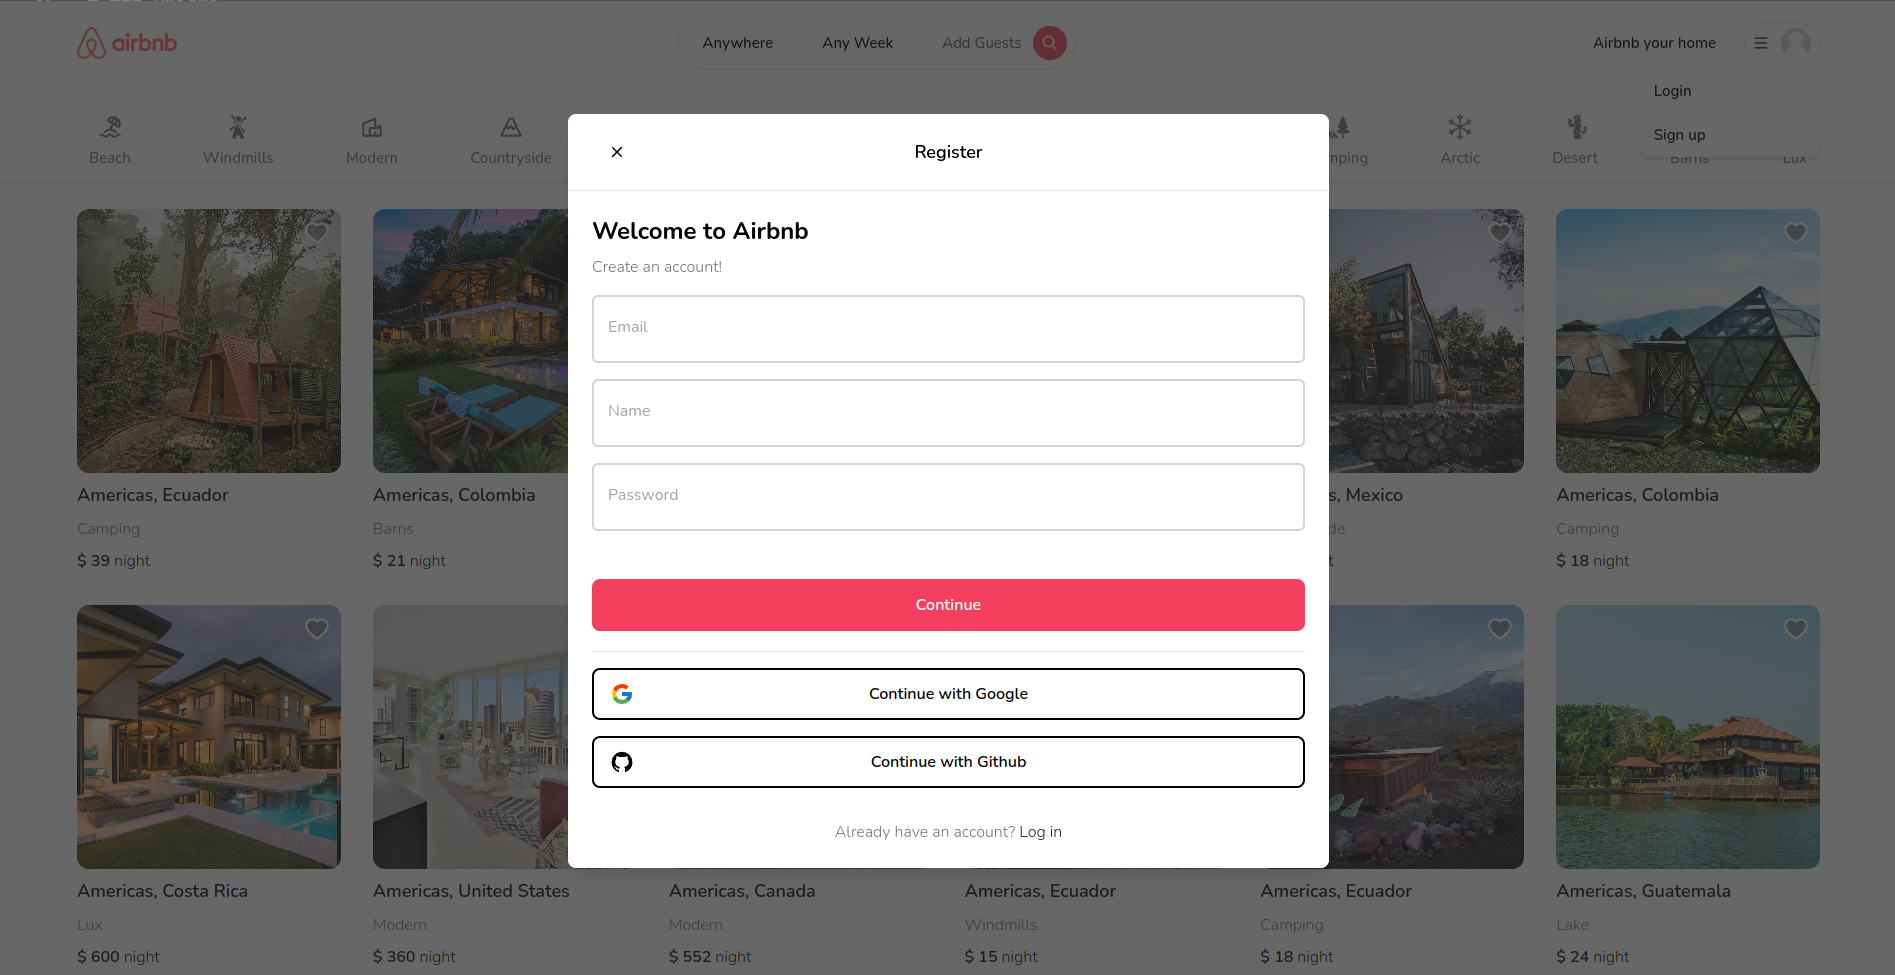 airbnb
Anywhere
Any Week
Add Guests
Airbnb your home
Login
Sign up
Beach
Windmills
Modern
Countryside
mping
Arctic
Desert
Barns
Lux
Register
Welcome to Airbnb
Create an account!
Email
Name
Password
Continue
Continue with Google
Continue with Github
Already have an account? Log in
Americas, Ecuador
Camping
$ 39 night
Americas, Colombia
Barns
$ 21 night
s, Mexico
de
t
Americas, Colombia
Camping
$ 18 night
Americas, Costa Rica
Lux
$ 600 night
Americas, United States
Modern
$ 360 night
Americas, Canada
Modern
$ 552 night
Americas, Ecuador
Windmills
$ 15 night
Americas, Ecuador
Camping
$ 18 night
Americas, Guatemala
Lake
$ 24 night